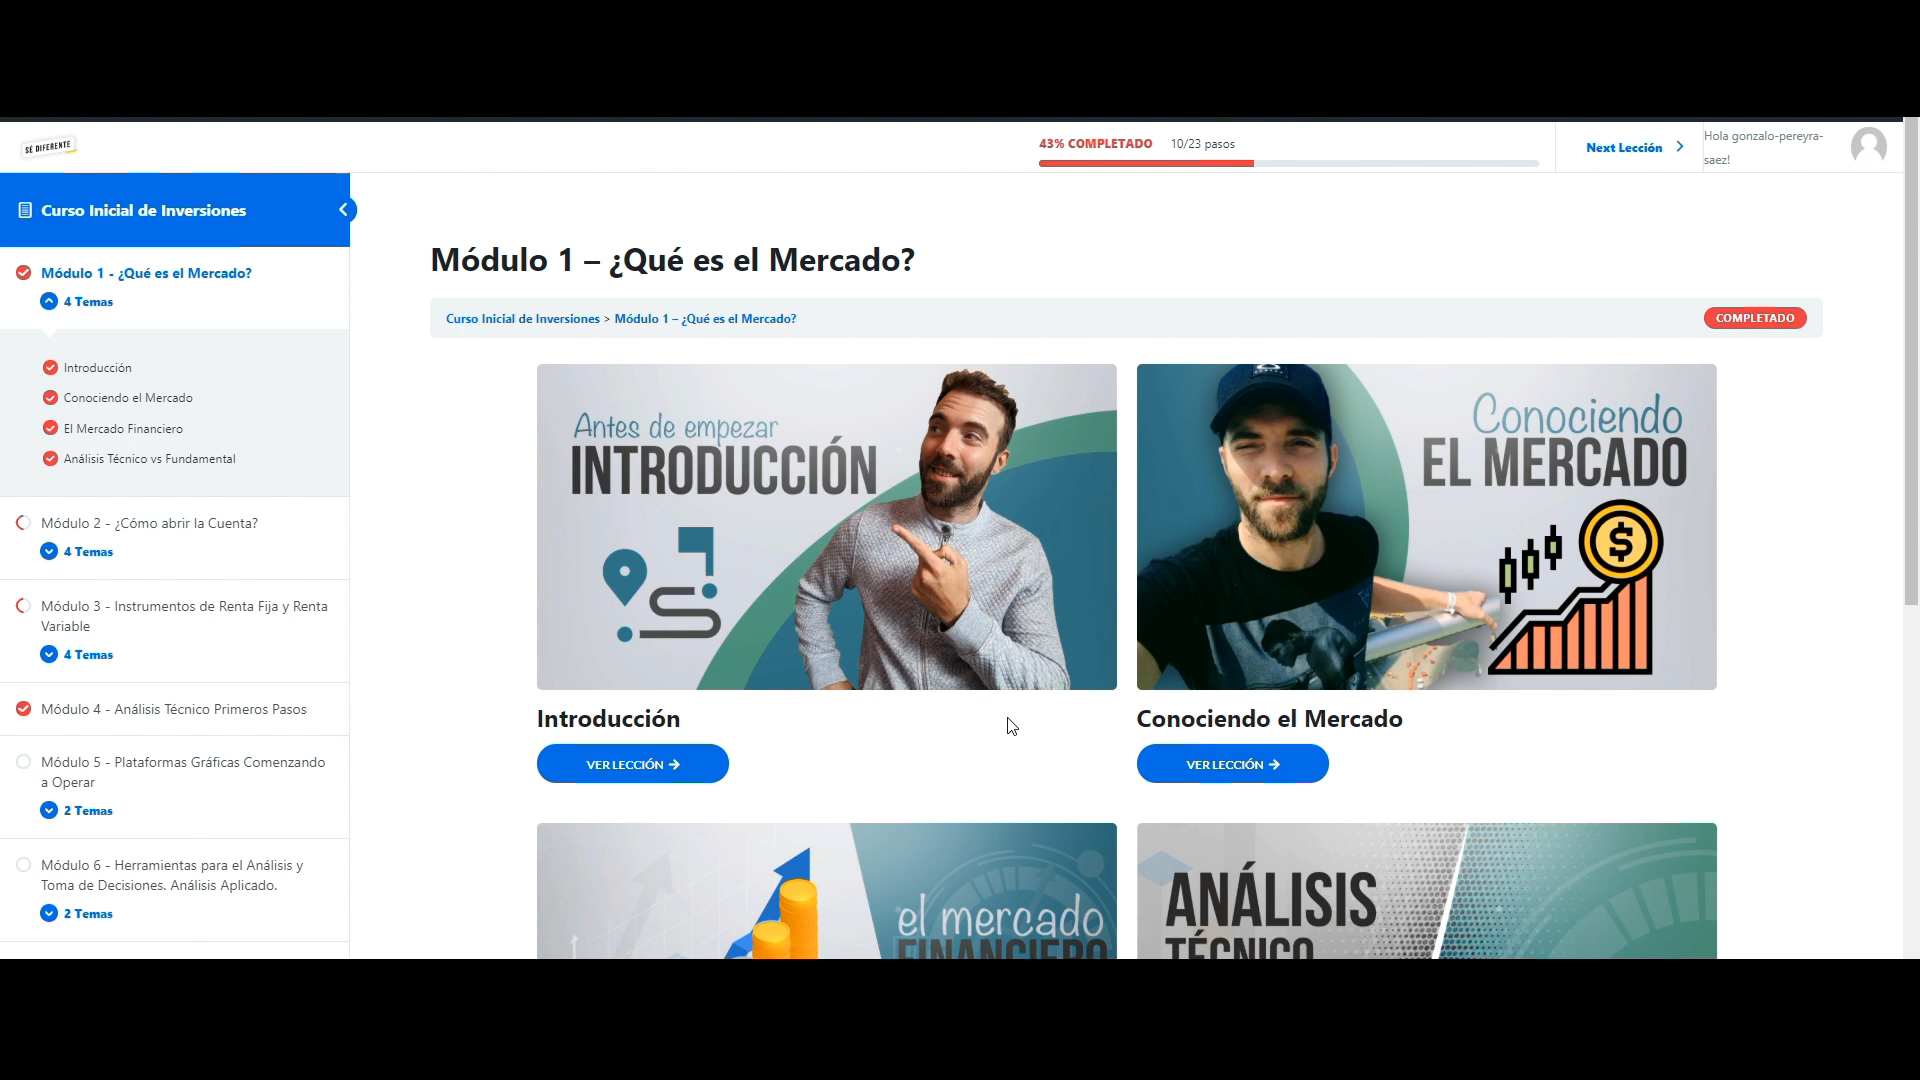 SÉ DIFERENTE
43% COMPLETADO 10/23 pasos
Next Lección
Hola gonzalo-pereyra-
saez!
Curso Inicial de Inversiones
Módulo 1 - ¿Qué es el Mercado?
4 Temas
Introducción
Conociendo el Mercado
El Mercado Financiero
Análisis Técnico vs Fundamental
Módulo 2 - ¿Cómo abrir la Cuenta?
4 Temas
Módulo 3 - Instrumentos de Renta Fija y Renta
Variable
4 Temas
Módulo 4 - Análisis Técnico Primeros Pasos
Módulo 5 - Plataformas Gráficas Comenzando
a Operar
2 Temas
Módulo 6 - Herramientas para el Análisis y
Toma de Decisiones. Análisis Aplicado.
2 Temas
Módulo 1 – ¿Qué es el Mercado?
Curso Inicial de Inversiones > Módulo 1 – ¿Qué es el Mercado?
COMPLETADO
Antes de empezar
INTRODUCCIÓN
Conociendo
EL MERCADO
$
Introducción
VER LECCIÓN →
Conociendo el Mercado
VER LECCIÓN →
el mercado
FINANCIERO
ANÁLISIS
TÉCNICO